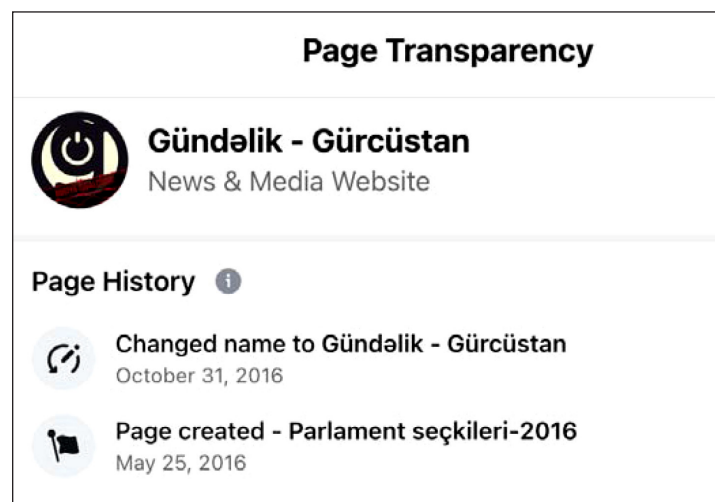 Page Transparency
Gündəlik - Gürcüstan
News & Media Website
Page History
Changed name to Gündəlik - Gürcüstan
October 31, 2016
Page created - Parlament seçkileri-2016
May 25, 2016